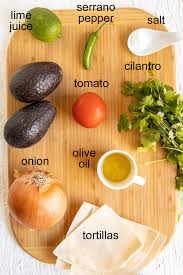 lime
juice
serrano
pepper
salt
cilantro
tomato
onion
olive
oil
tortillas